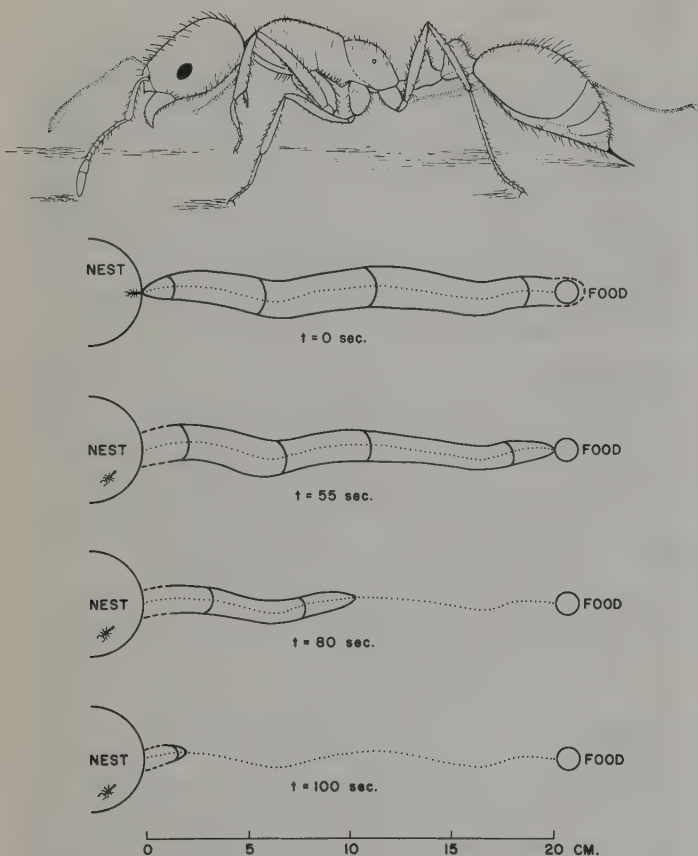 NEST
FOOD
t = 0 sec.
NEST
FOOD
t = 55 sec.
NEST
FOOD
t = 80 sec.
NEST
FOOD
t = 100 sec.
0 5 10 15 20 CM.